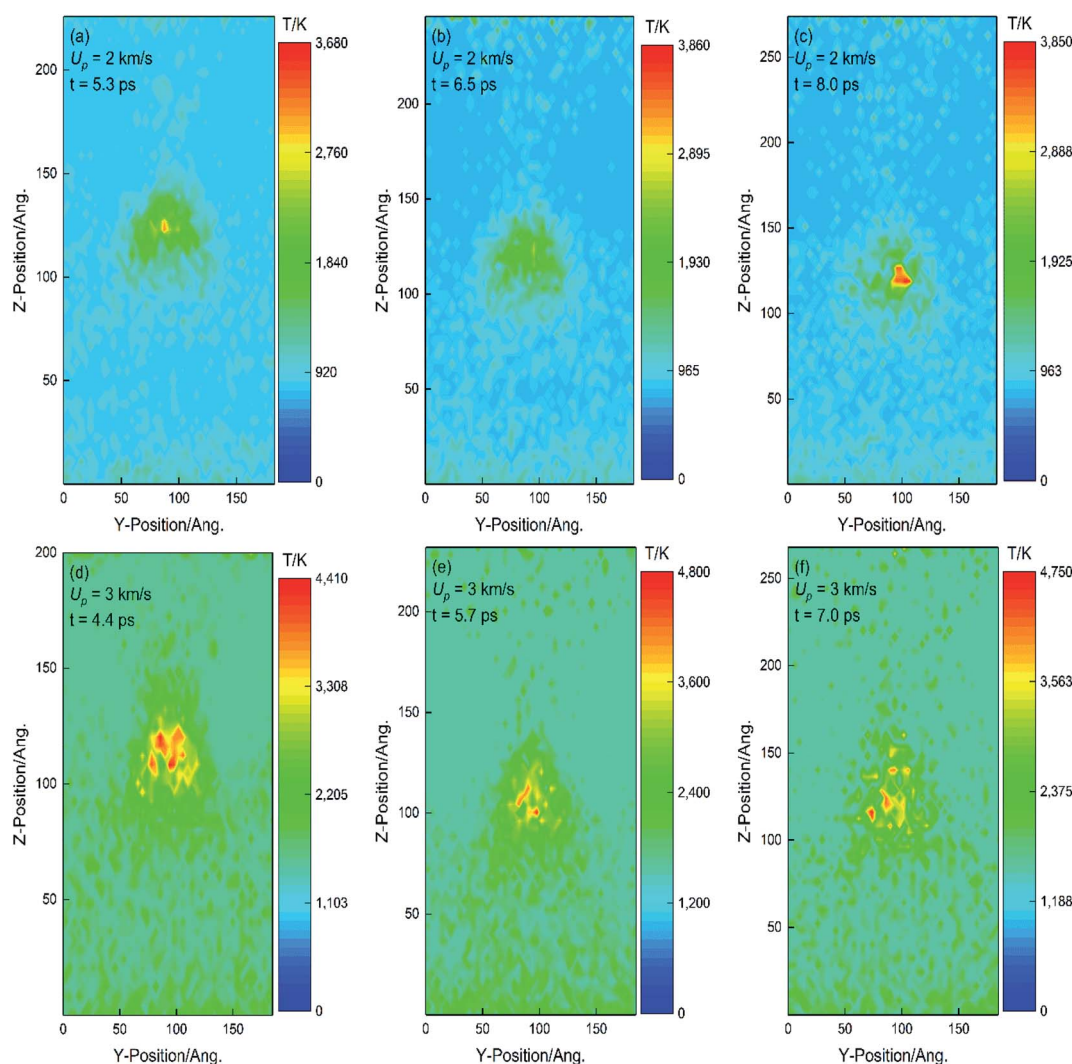 (a)
U_p = 2 km/s
t = 5.3 ps
T/K
3,680
2,760
1,840
920
0
200
150
100
50
0 50 100 150
Z-Position/Ang.
Y-Position/Ang.
(b)
U_p = 2 km/s
t = 6.5 ps
T/K
3,860
2,895
1,930
965
0
200
150
100
50
0 50 100 150
Z-Position/Ang.
Y-Position/Ang.
(c)
U_p = 2 km/s
t = 8.0 ps
T/K
3,850
2,888
1,925
963
0
250
200
150
100
50
0
0 50 100 150
Z-Position/Ang.
Y-Position/Ang.
(d)
U_p = 3 km/s
t = 4.4 ps
T/K
4,410
3,308
2,205
1,103
0
200
150
100
50
0 50 100 150
Z-Position/Ang.
Y-Position/Ang.
(e)
U_p = 3 km/s
t = 5.7 ps
T/K
4,800
3,600
2,400
1,200
0
200
150
100
50
0 50 100 150
Z-Position/Ang.
Y-Position/Ang.
(f)
U_p = 3 km/s
t = 7.0 ps
T/K
4,750
3,563
2,375
1,188
0
250
200
150
100
50
0 50 100 150
Z-Position/Ang.
Y-Position/Ang.